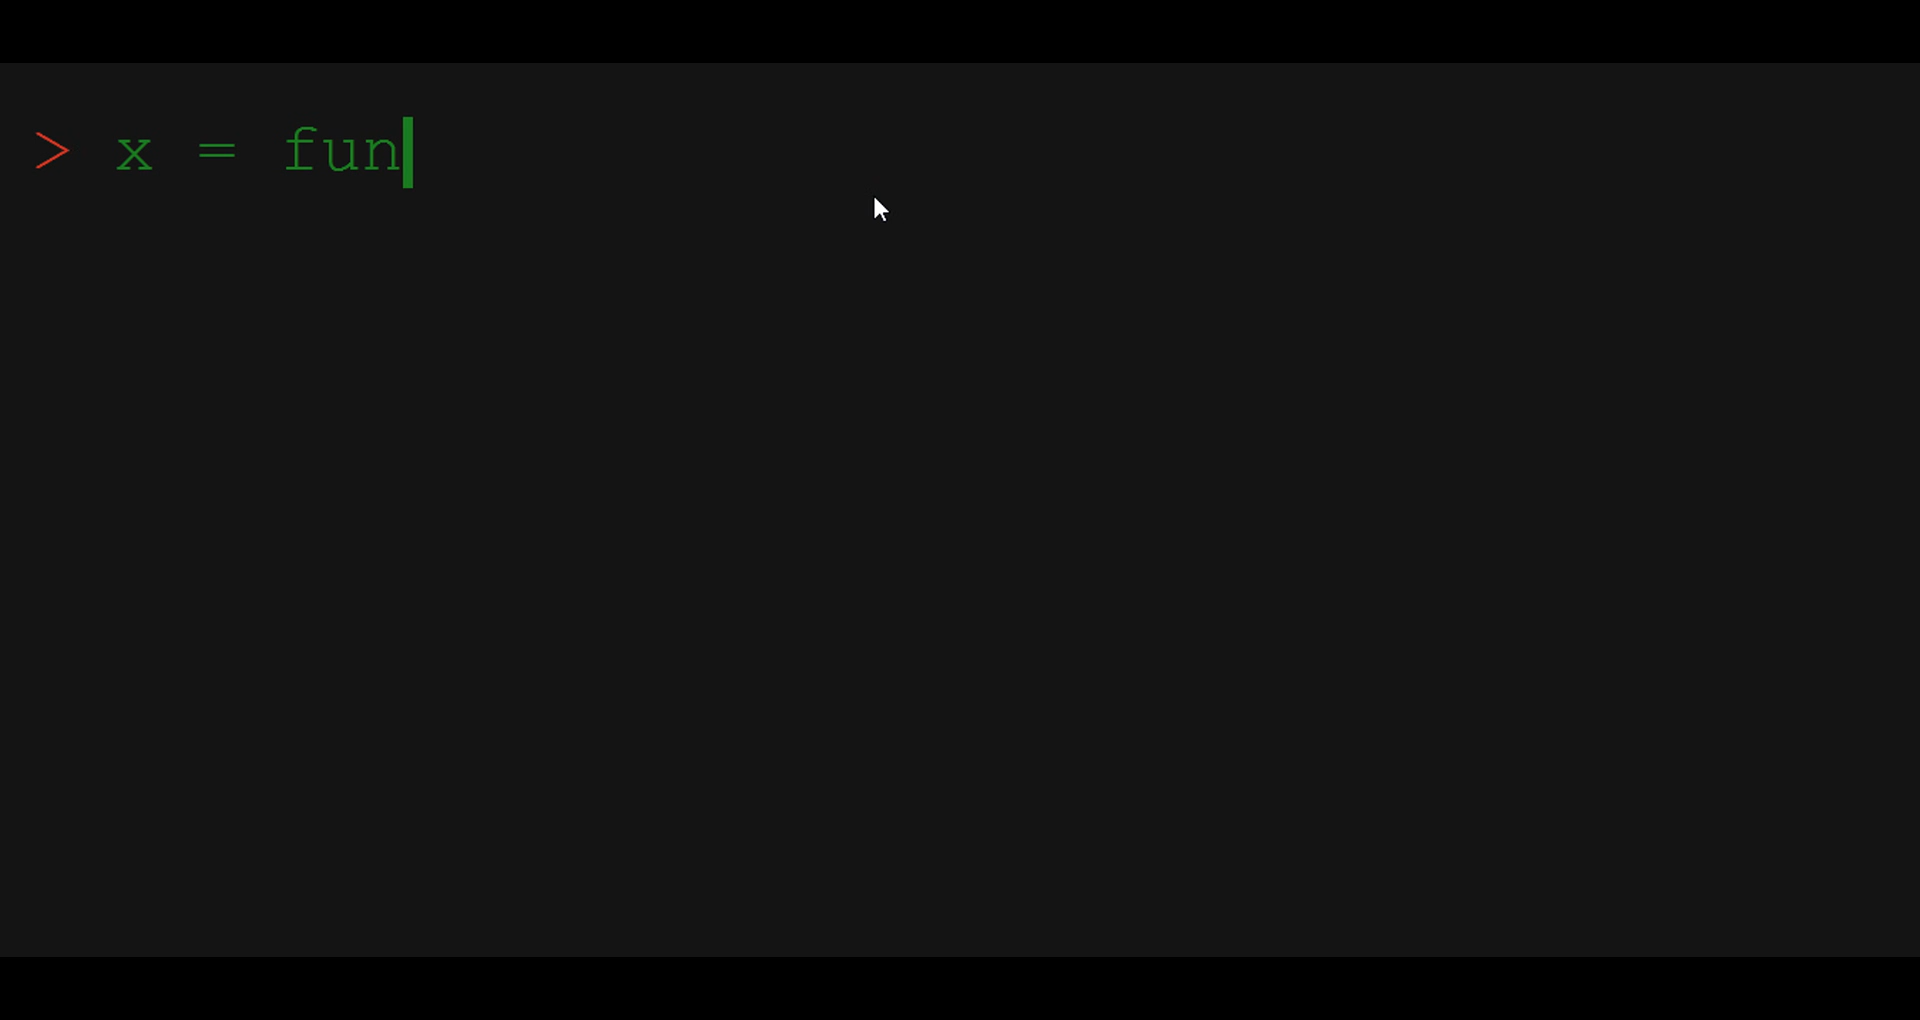 > x = fun